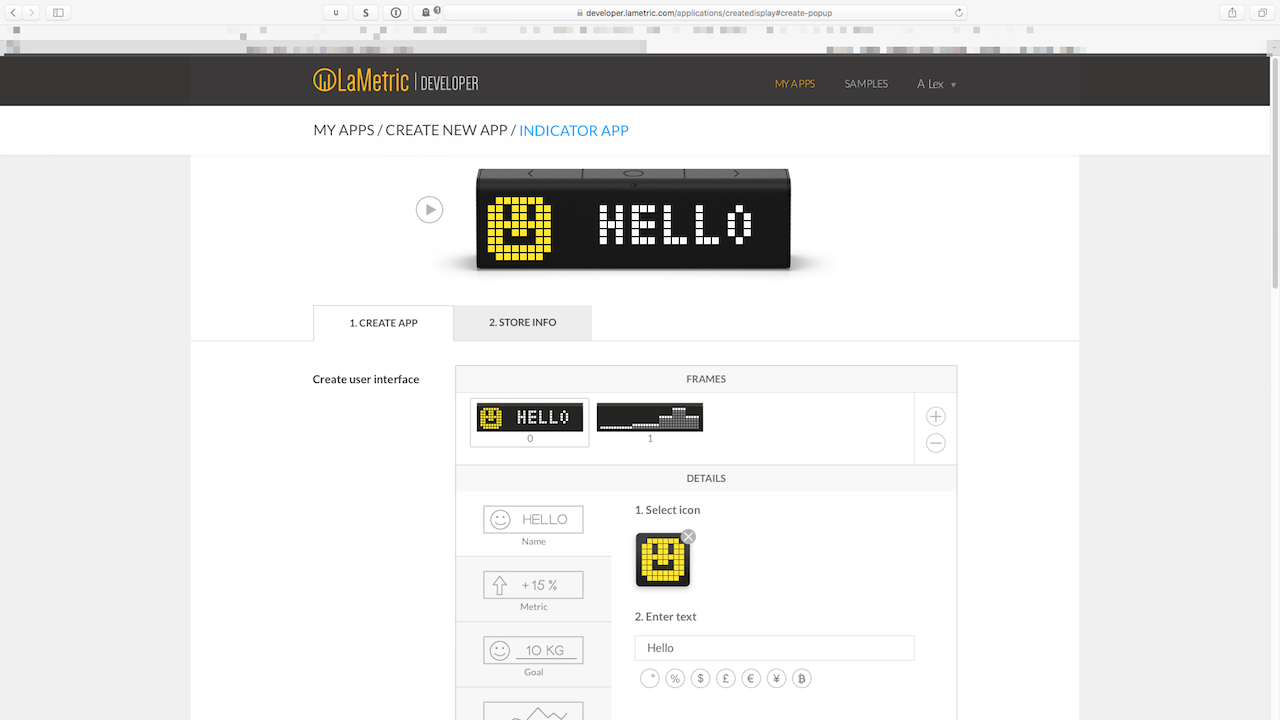 u S 1 developer.lametric.com/applications/createdisplay#create-popup
LaMetric | DEVELOPER MY APPS SAMPLES A Lex
MY APPS / CREATE NEW APP / INDICATOR APP
HELLO
1. CREATE APP 2. STORE INFO
Create user interface
FRAMES
HELLO
0 1
DETAILS
HELLO
Name
+ 15 %
Metric
10 KG
Goal
1. Select icon
2. Enter text
Hello
° % $ £ € ¥ ₿